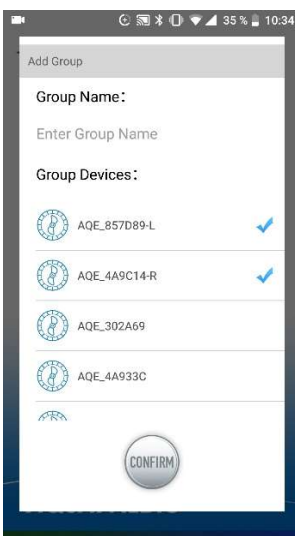 35 % 10:34
Add Group
Group Name:
Enter Group Name
Group Devices:
AQE_857D89-L
AQE_4A9C14-R
AQE_302A69
AQE_4A933C
CONFIRM